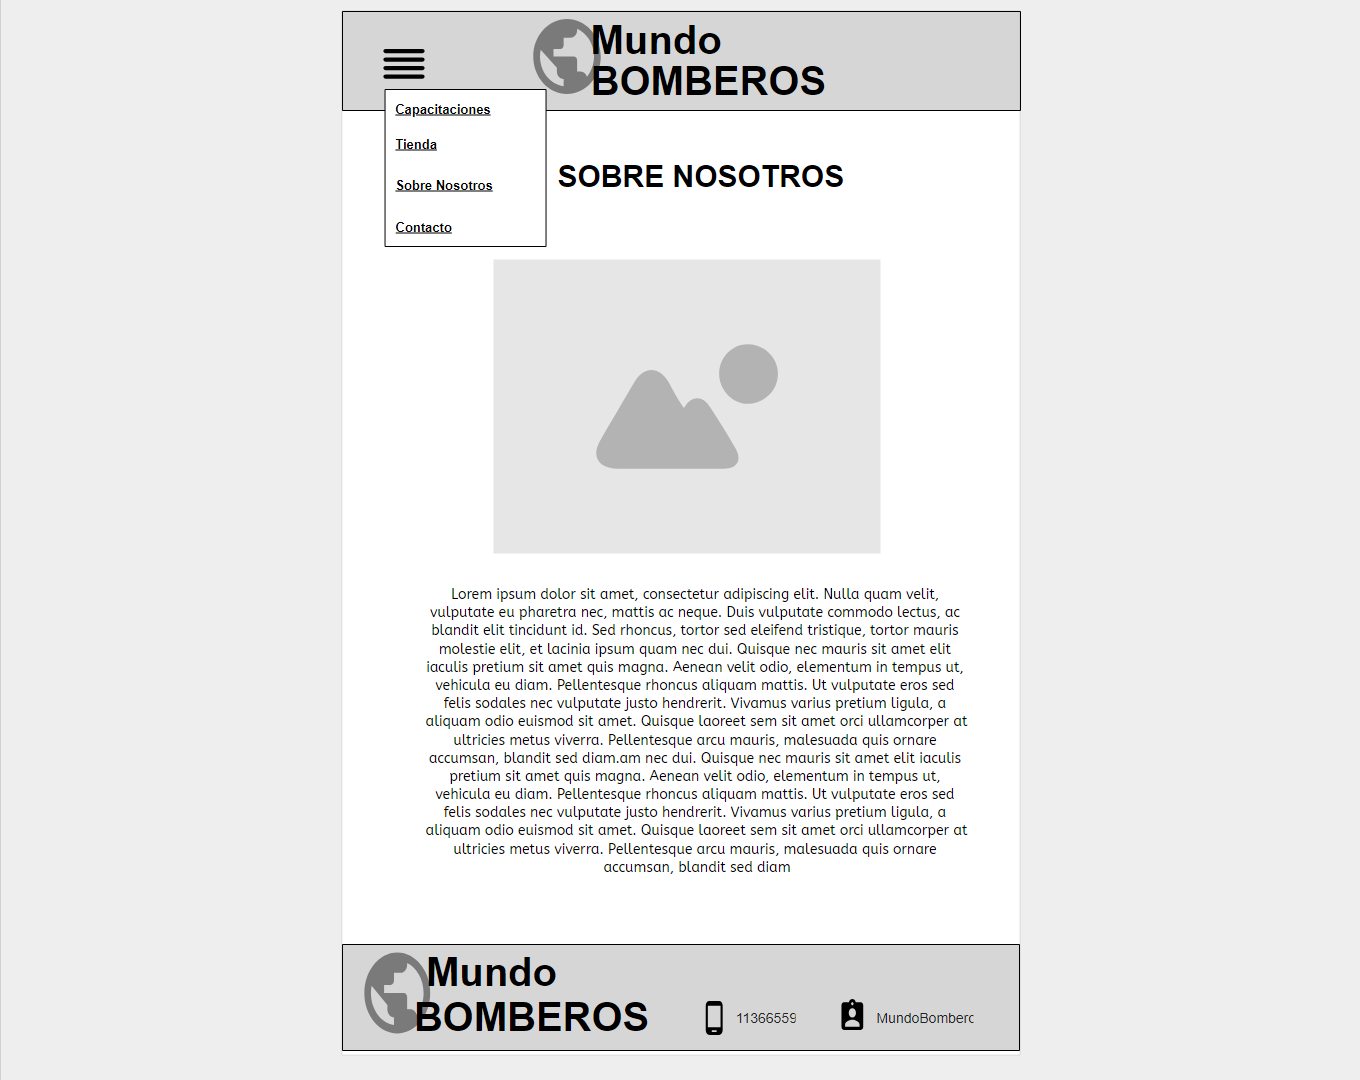 Mundo
BOMBEROS
Capacitaciones
Tienda
Sobre Nosotros
Contacto
SOBRE NOSOTROS
Lorem ipsum dolor sit amet, consectetur adipiscing elit. Nulla quam velit,
vulputate eu pharetra nec, mattis ac neque. Duis vulputate commodo lectus, ac
blandit elit tincidunt id. Sed rhoncus, tortor sed eleifend tristique, tortor mauris
molestie elit, et lacinia ipsum quam nec dui. Quisque nec mauris sit amet elit
iaculis pretium sit amet quis magna. Aenean velit odio, elementum in tempus ut,
vehicula eu diam. Pellentesque rhoncus aliquam mattis. Ut vulputate eros sed
felis sodales nec vulputate justo hendrerit. Vivamus varius pretium ligula, a
aliquam odio euismod sit amet. Quisque laoreet sem sit amet orci ullamcorper at
ultricies metus viverra. Pellentesque arcu mauris, malesuada quis ornare
accumsan, blandit sed diam.am nec dui. Quisque nec mauris sit amet elit iaculis
pretium sit amet quis magna. Aenean velit odio, elementum in tempus ut,
vehicula eu diam. Pellentesque rhoncus aliquam mattis. Ut vulputate eros sed
felis sodales nec vulputate justo hendrerit. Vivamus varius pretium ligula, a
aliquam odio euismod sit amet. Quisque laoreet sem sit amet orci ullamcorper at
ultricies metus viverra. Pellentesque arcu mauris, malesuada quis ornare
accumsan, blandit sed diam
Mundo
BOMBEROS
11366559
MundoBomberc